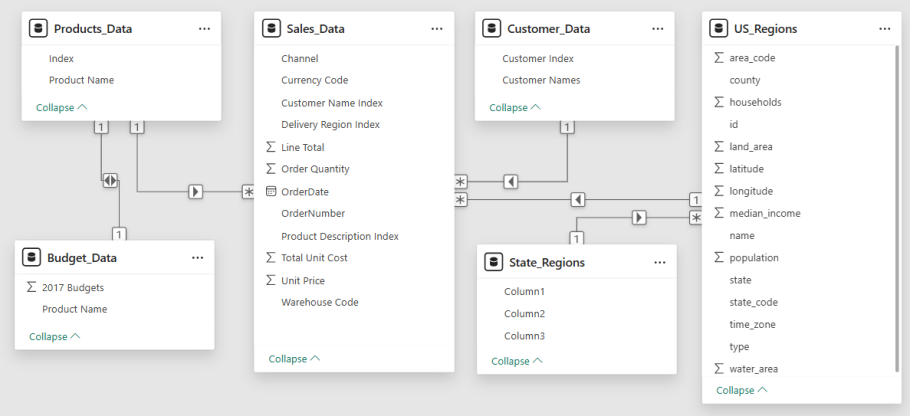 Products_Data
Index
Product Name
Collapse
Sales_Data
Channel
Currency Code
Customer Name Index
Delivery Region Index
Line Total
Order Quantity
OrderDate
OrderNumber
Product Description Index
Total Unit Cost
Unit Price
Warehouse Code
Collapse
Customer_Data
Customer Index
Customer Names
Collapse
US_Regions
area_code
county
households
id
land_area
latitude
longitude
median_income
name
population
state
state_code
time_zone
type
water_area
Collapse
1
1
*
1
*
*
1
*
1
1
Budget_Data
2017 Budgets
Product Name
Collapse
State_Regions
Column1
Column2
Column3
Collapse